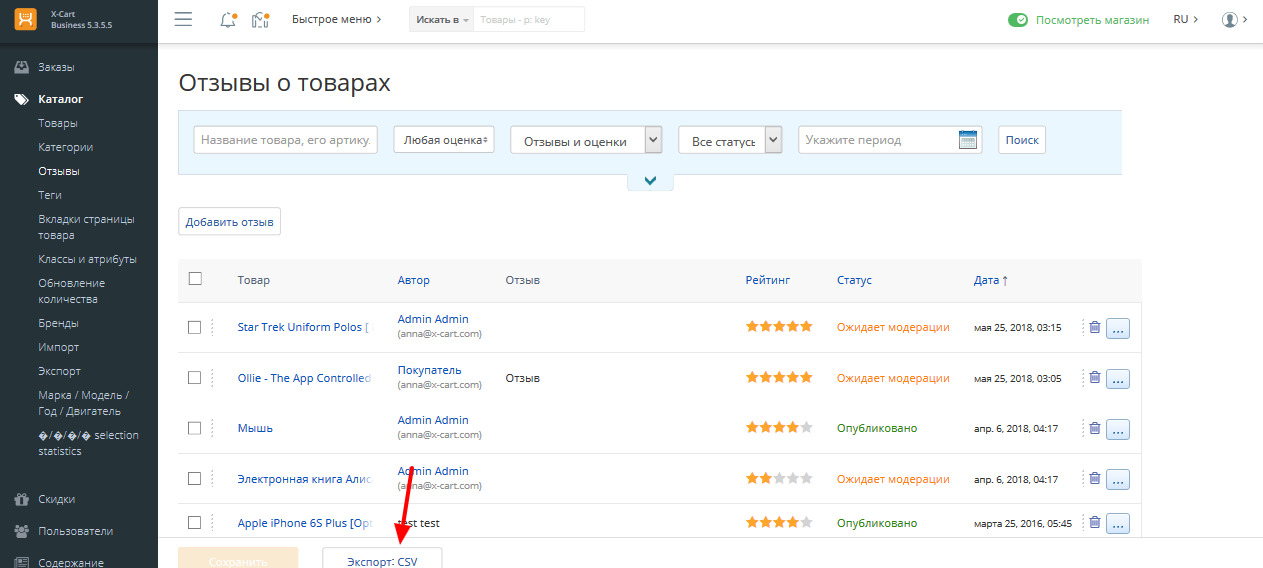 X-Cart
Business 5.3.5.5
Быстрое меню
Искать в
Товары - p: key
Посмотреть магазин
RU
Заказы
Каталог
Товары
Категории
Отзывы
Теги
Вкладки страницы
товара
Классы и атрибуты
Обновление
количества
Бренды
Импорт
Экспорт
Марка / Модель /
Год / Двигатель
�/�/�/� selection
statistics
Скидки
Пользователи
Содержание
Отзывы о товарах
Название товара, его артику.
Любая оценка
Отзывы и оценки
Все статусы
Укажите период
Поиск
Добавить отзыв
Товар Автор Отзыв Рейтинг Статус Дата ↑
Star Trek Uniform Polos [ Admin Admin Ожидает модерации мая 25, 2018, 03:15 ...
(anna@x-cart.com)
Ollie - The App Controlled Покупатель Отзыв Ожидает модерации мая 25, 2018, 03:05 ...
(anna@x-cart.com)
Мышь Admin Admin Опубликовано апр. 6, 2018, 04:17 ...
(anna@x-cart.com)
Электронная книга Алис Admin Admin Ожидает модерации апр. 6, 2018, 04:17 ...
(anna@x-cart.com)
Apple iPhone 6S Plus [Opt test test Опубликовано марта 25, 2016, 05:45 ...
Сохранить
Экспорт: CSV